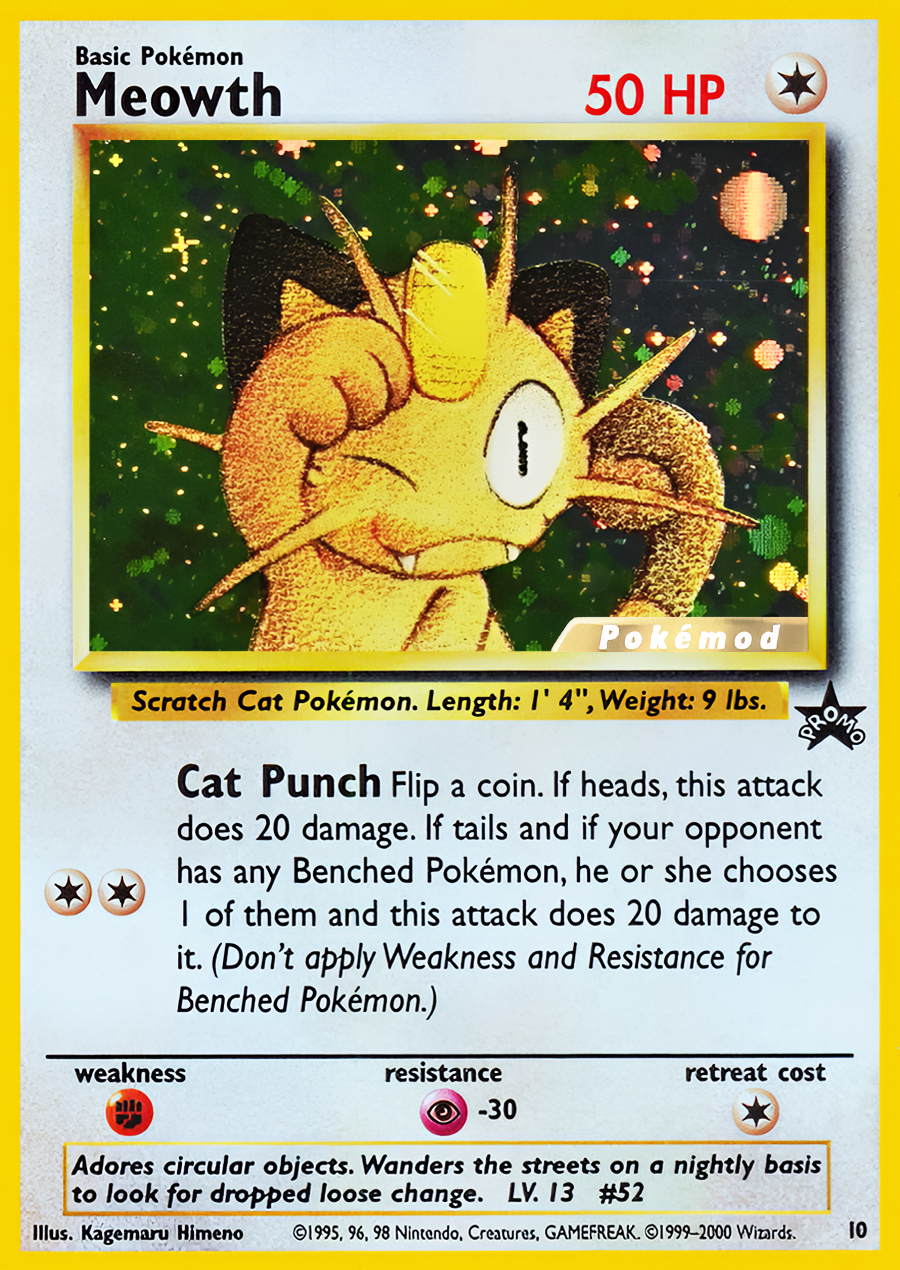 Basic Pokémon
Meowth
50 HP
Pokémod
Scratch Cat Pokémon. Length: 1' 4", Weight: 9 lbs.
PROMO
Cat Punch Flip a coin. If heads, this attack
does 20 damage. If tails and if your opponent
has any Benched Pokémon, he or she chooses
1 of them and this attack does 20 damage to
it. (Don't apply Weakness and Resistance for
Benched Pokémon.)
weakness
resistance
retreat cost
-30
Adores circular objects. Wanders the streets on a nightly basis
to look for dropped loose change. LV. 13 #52
Illus. Kagemaru Himeno
©1995, 96, 98 Nintendo, Creatures, GAMEFREAK. ©1999–2000 Wizards.
10